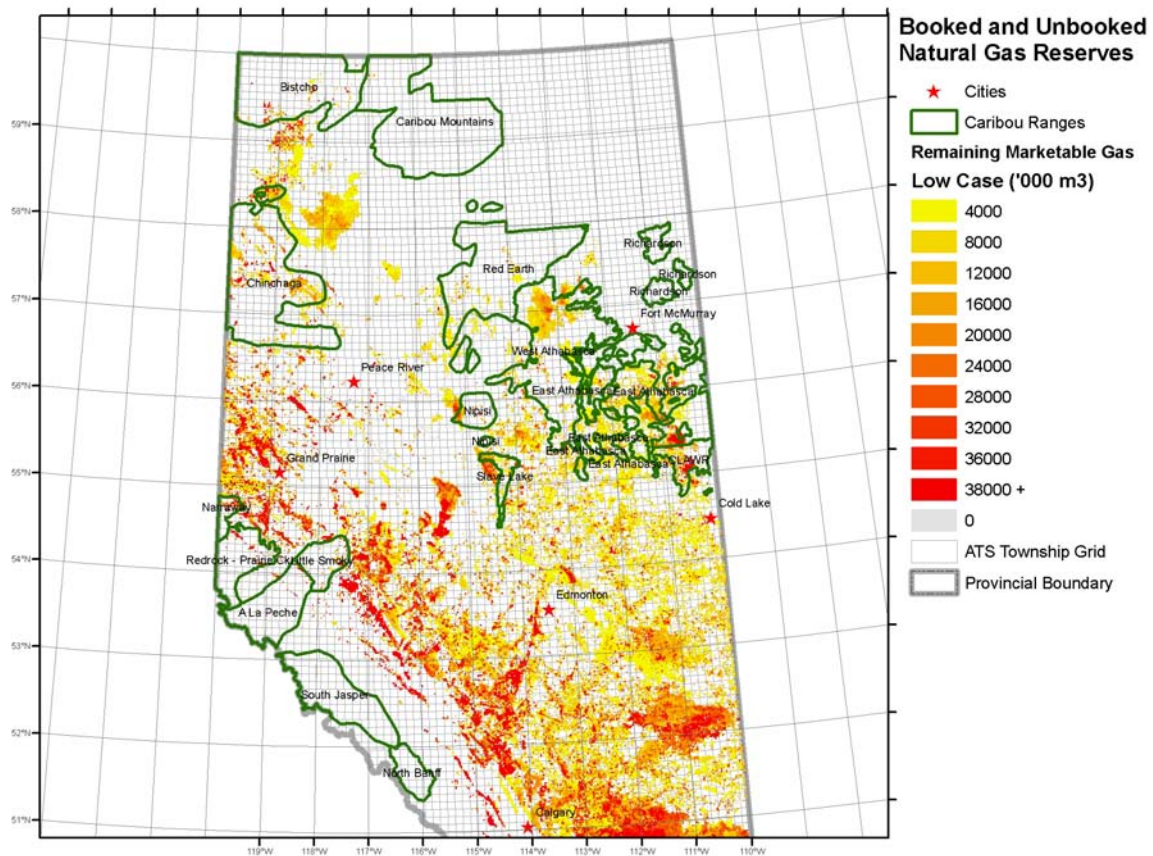 Booked and Unbooked
Natural Gas Reserves
Cities
Caribou Ranges
Remaining Marketable Gas
Low Case ('000 m3)
4000
8000
12000
16000
20000
24000
28000
32000
36000
38000 +
0
ATS Township Grid
Provincial Boundary
Bistcho
Caribou Mountains
59°N
58°N
Richardson
Red Earth
Richardson
Chinchaga
Richardson
57°N
Fort McMurray
West Athabasca
Peace River
56°N
East Athabasca
East Athabasca
Nipisi
East Athabasca
Nipisi
East Athabasca
Grand Prairie
East Athabasca
CLAWR
55°N
Slave Lake
Narraway
Cold Lake
54°N
Redrock - Prairie Ck
Little Smoky
Edmonton
A La Peche
53°N
South Jasper
52°N
North Banff
51°N
Calgary
119°W
118°W
117°W
116°W
115°W
114°W
113°W
112°W
111°W
110°W